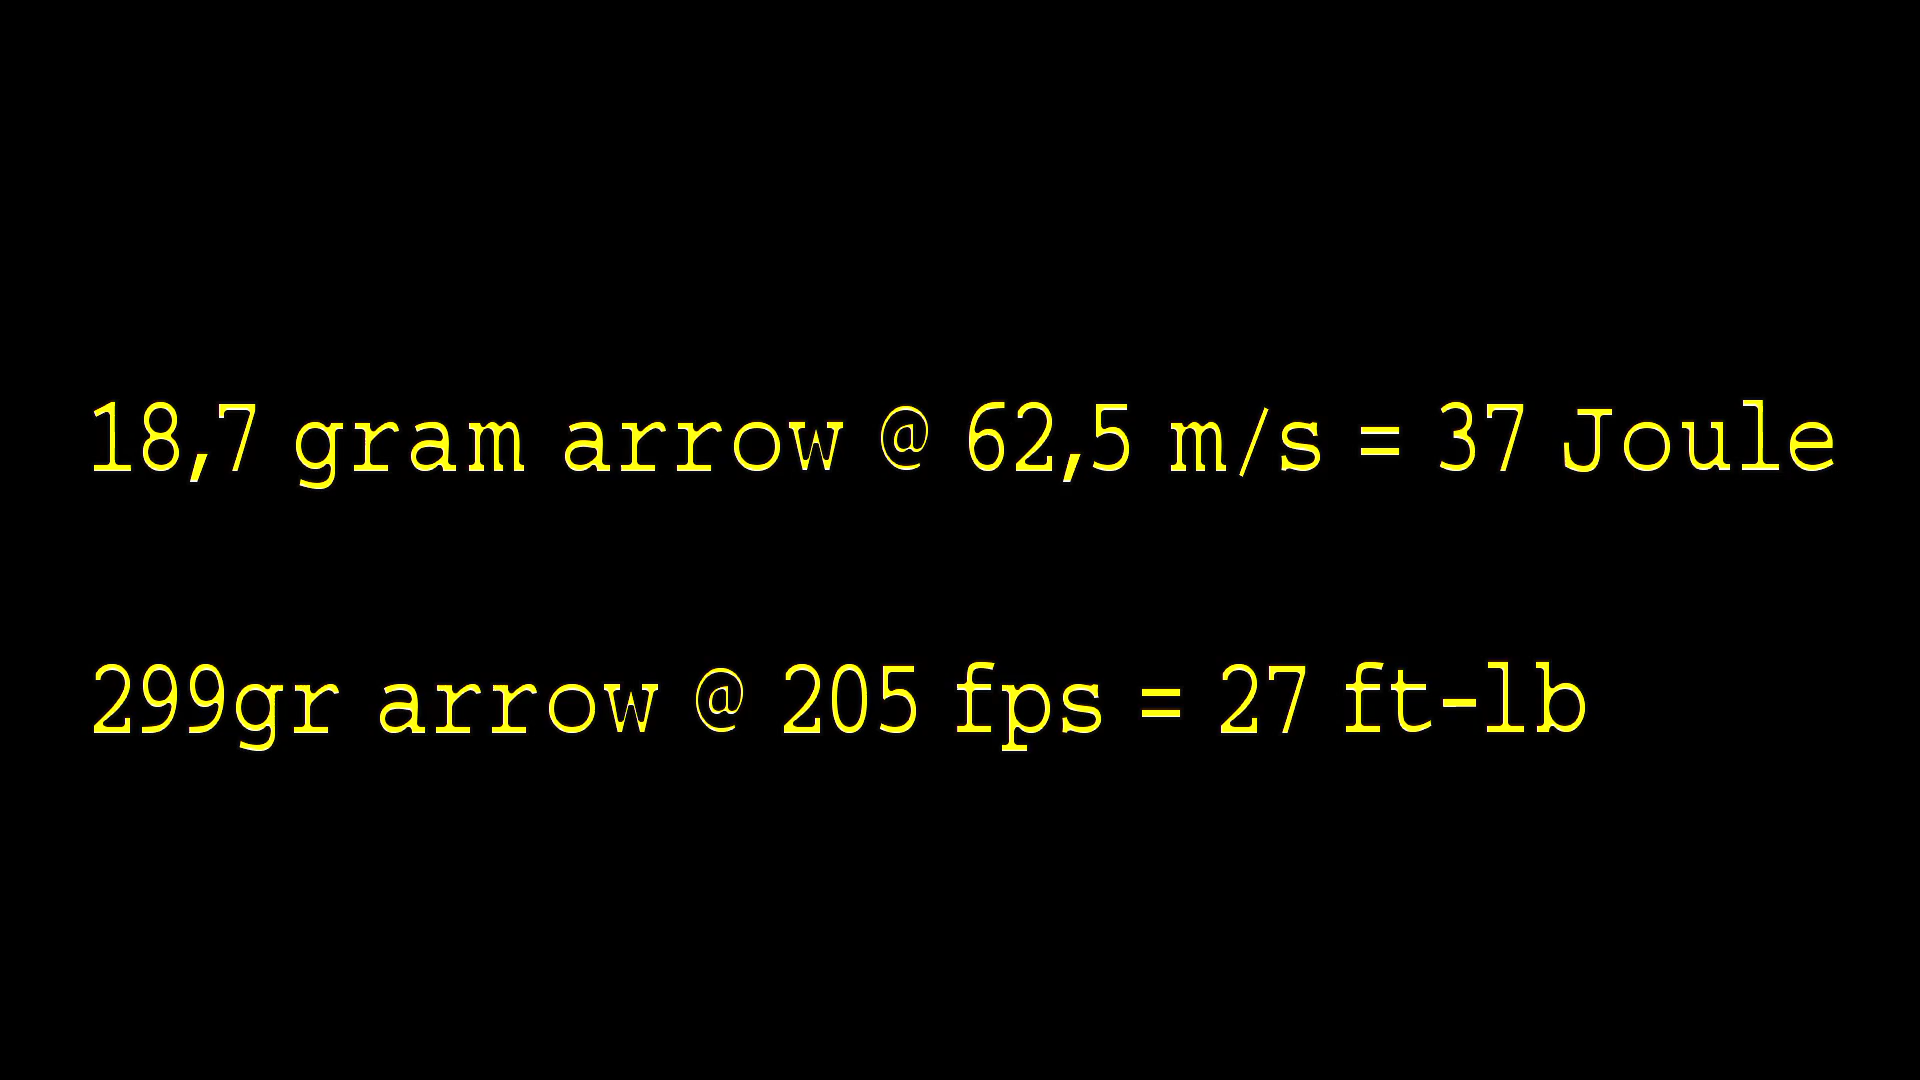 18,7 gram arrow @ 62,5 m/s = 37 Joule
299gr arrow @ 205 fps = 27 ft-lb